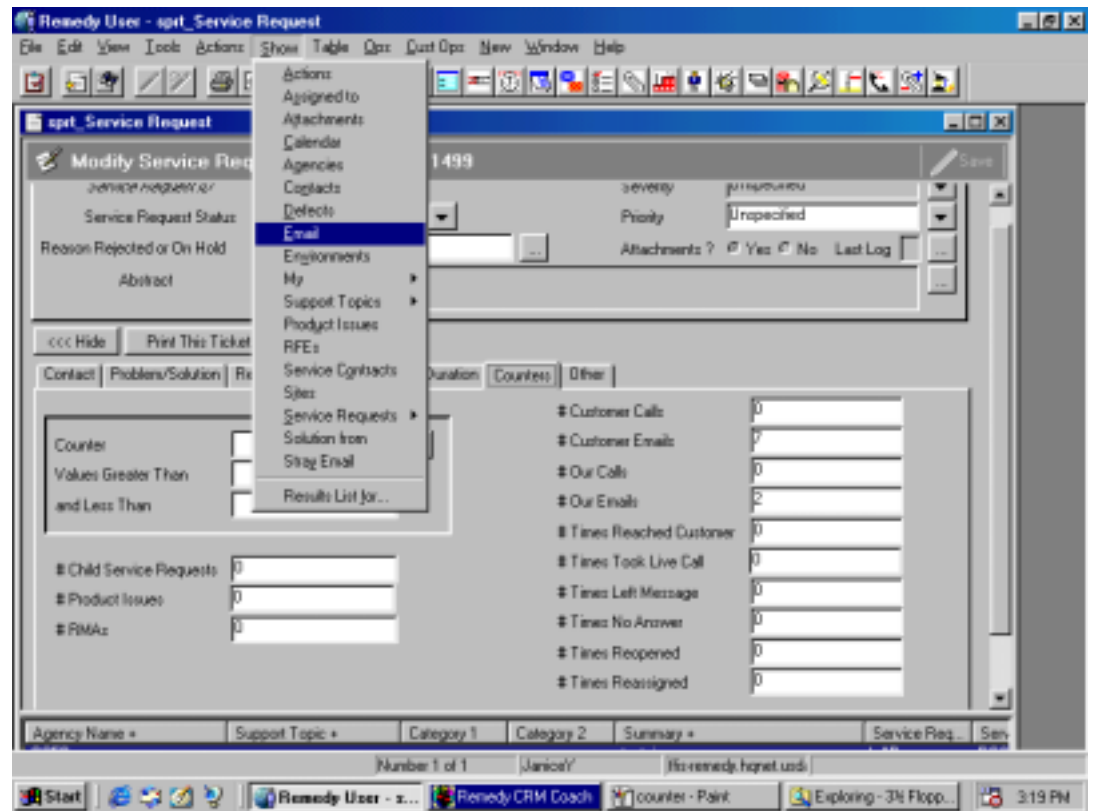 Remedy User - sprt_Service Request
File Edit View Tools Actions Show Table Ops Cust Ops New Window Help
sprt_Service Request
Modify Service Req 1499
Save
Actions
Assigned to
Attachments
Calendar
Agencies
Contacts
Defects
Email
Environments
My
Support Topics
Product Issues
RFEs
Service Contracts
Sites
Service Requests
Solution from
Stray Email
Results List for...
Severity Unspecified
Service Request Status
Priority Unspecified
Reason Rejected or On Hold ...
Attachments ? Yes No Last Log ...
Abstract ...
<<< Hide Print This Ticket
Contact Problem/Solution Duration Counters Other
Counter
Values Greater Than
and Less Than
# Child Service Requests 0
# Product Issues 0
# RMAs 0
# Customer Calls 0
# Customer Emails 7
# Our Calls 0
# Our Emails 2
# Times Reached Customer 0
# Times Took Live Call 0
# Times Left Message 0
# Times No Answer 0
# Times Reopened 0
# Times Reassigned 0
Agency Name + Support Topic + Category 1 Category 2 Summary + Service Req... Serv
Number 1 of 1 JaniceY
Start Remedy User - s... Remedy CRM Coach counter - Paint Exploring - 3½ Flopp... 3:19 PM